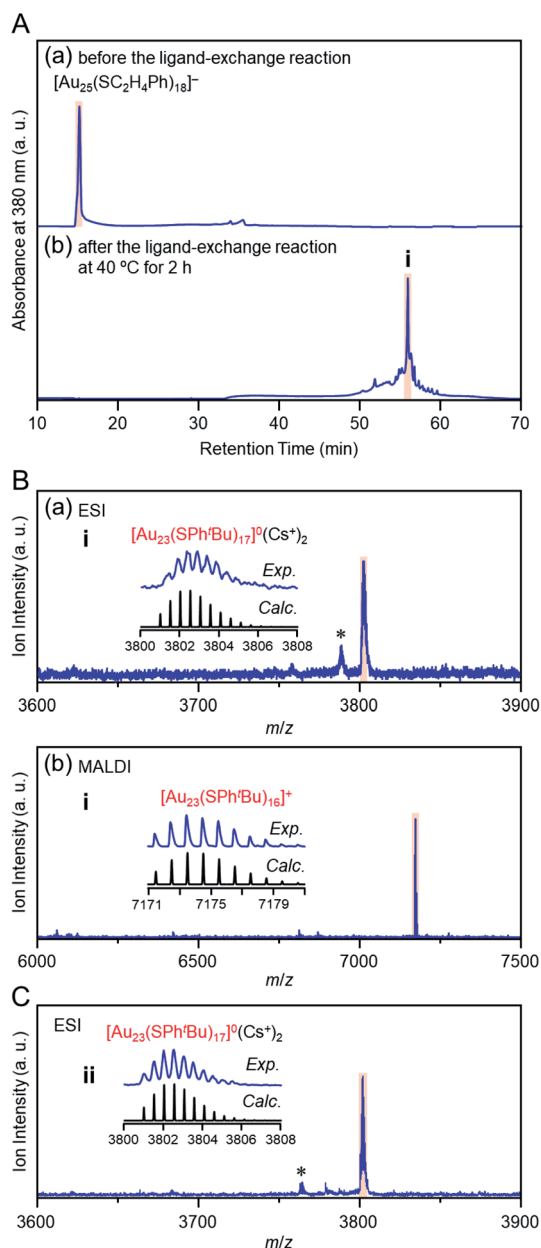 A
(a) before the ligand-exchange reaction
[Au₂₅(SC₂H₄Ph)₁₈]⁻
(b) after the ligand-exchange reaction
at 40 ºC for 2 h
i
Absorbance at 380 nm (a. u.)
10 20 30 40 50 60 70
Retention Time (min)
B
(a) ESI
i
[Au₂₃(SPhᵗBu)₁₇]⁰(Cs⁺)₂
Exp.
Calc.
3800 3802 3804 3806 3808
*
Ion Intensity (a. u.)
3600 3700 3800 3900
m/z
(b) MALDI
i
[Au₂₃(SPhᵗBu)₁₆]⁺
Exp.
Calc.
7171 7175 7179
Ion Intensity (a. u.)
6000 6500 7000 7500
m/z
C
ESI
ii
[Au₂₃(SPhᵗBu)₁₇]⁰(Cs⁺)₂
Exp.
Calc.
3800 3802 3804 3806 3808
*
Ion Intensity (a. u.)
3600 3700 3800 3900
m/z